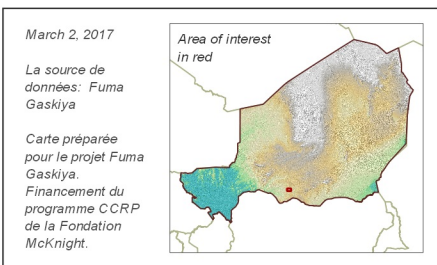 March 2, 2017
La source de
données:  Fuma
Gaskiya
Carte préparée
pour le projet Fuma
Gaskiya.
Financement du
programme CCRP
de la Fondation
McKnight.
Area of interest
in red